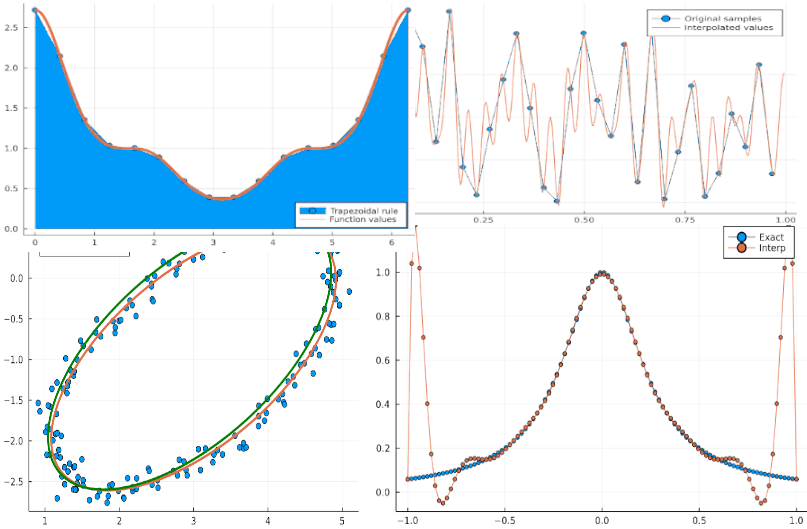 2.5
2.0
1.5
1.0
0.5
0.0
0 1 2 3 4 5 6
Trapezoidal rule
Function values
Original samples
Interpolated values
0.25 0.50 0.75 1.00
0.0
−0.5
−1.0
−1.5
−2.0
−2.5
1 2 3 4 5
Exact
Interp
1.0
0.8
0.6
0.4
0.2
0.0
−1.0 −0.5 0.0 0.5 1.0